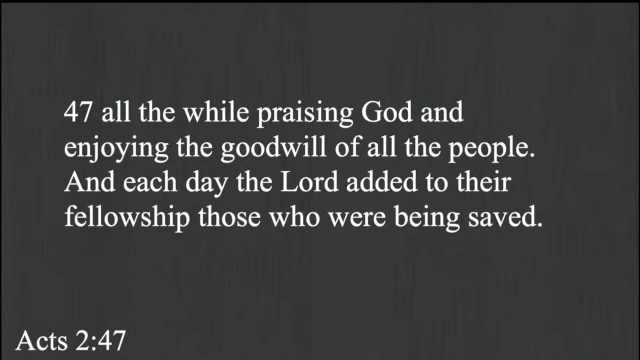 47 all the while praising God and
enjoying the goodwill of all the people.
And each day the Lord added to their
fellowship those who were being saved.
Acts 2:47